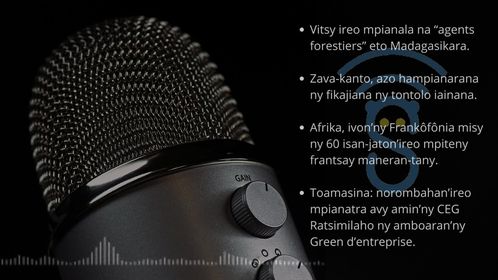 Vitsy ireo mpianala na “agents
forestiers” eto Madagasikara.
Zava-kanto, azo hampianarana
ny fikajiana ny tontolo iainana.
Afrika, ivon’ny Frankôfônia misy
ny 60 isan-jaton’ireo mpiteny
frantsay maneran-tany.
Toamasina: norombahan’ireo
mpianatra avy amin’ny CEG
Ratsimilaho ny amboaran’ny
Green d’entreprise.
GAIN